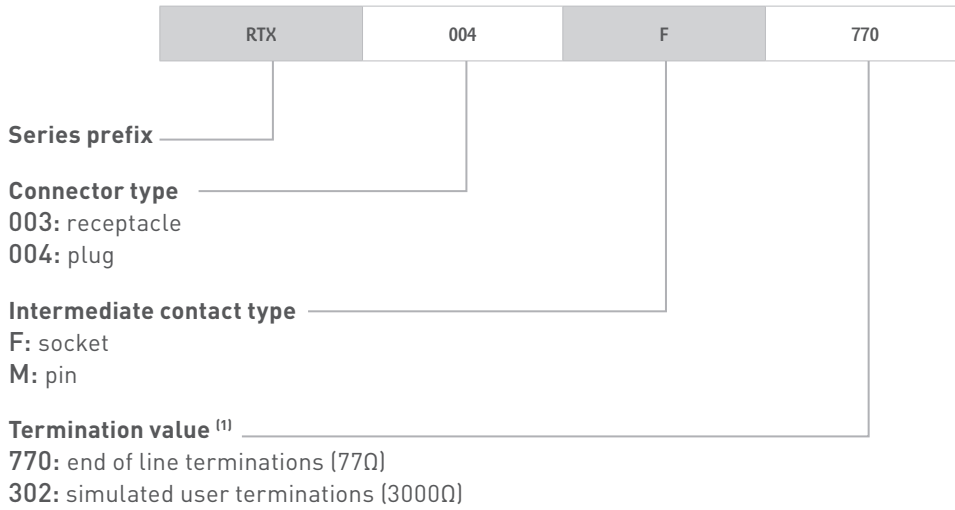 RTX 004 F 770
Series prefix
Connector type
003: receptacle
004: plug
Intermediate contact type
F: socket
M: pin
Termination value (1)
770: end of line terminations (77Ω)
302: simulated user terminations (3000Ω)